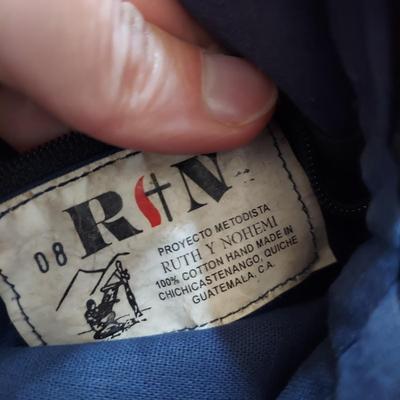 08 R&N
PROYECTO METODISTA
RUTH Y NOHEMI
100% COTTON HAND MADE IN
CHICHICASTENANGO, QUICHE
GUATEMALA, C.A.